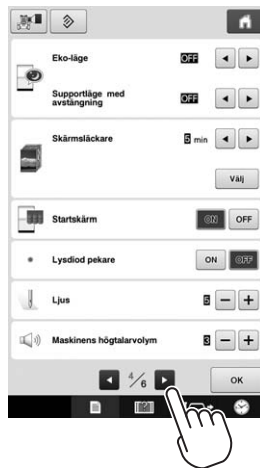 Eko-läge OFF
Supportläge med
avstängning OFF
Skärmsläckare 5 min
Välj
Startskärm ON OFF
Lysdiod pekare ON OFF
Ljus 5 − +
Maskinens högtalarvolym 3 − +
4/6 OK